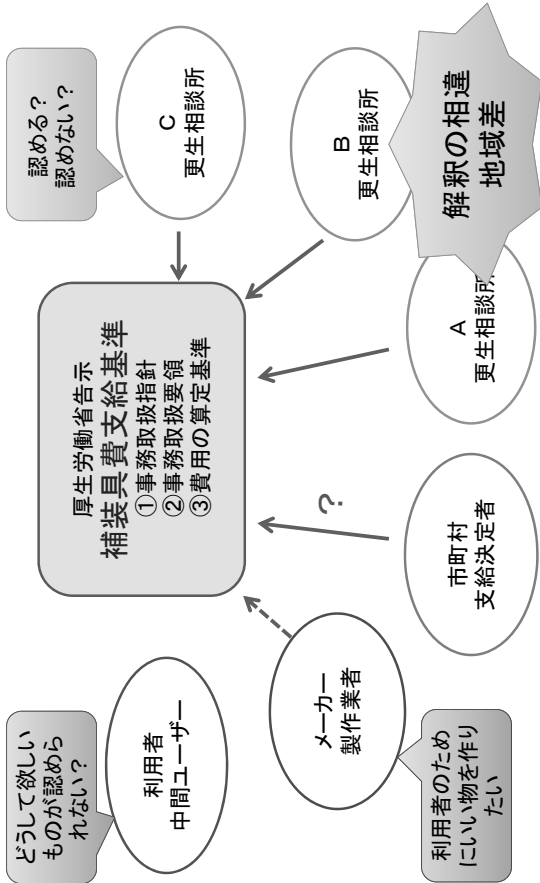 どうして欲しい
ものが認めら
れない?
利用者
中間ユーザー
厚生労働省告示
補装具費支給基準
①事務取扱指針
②事務取扱要領
③費用の算定基準
認める?
認めない?
C
更生相談所
メーカー
製作業者
利用者のため
にいい物を作り
たい
?
市町村
支給決定者
A
更生相談所
B
更生相談所
解釈の相違
地域差